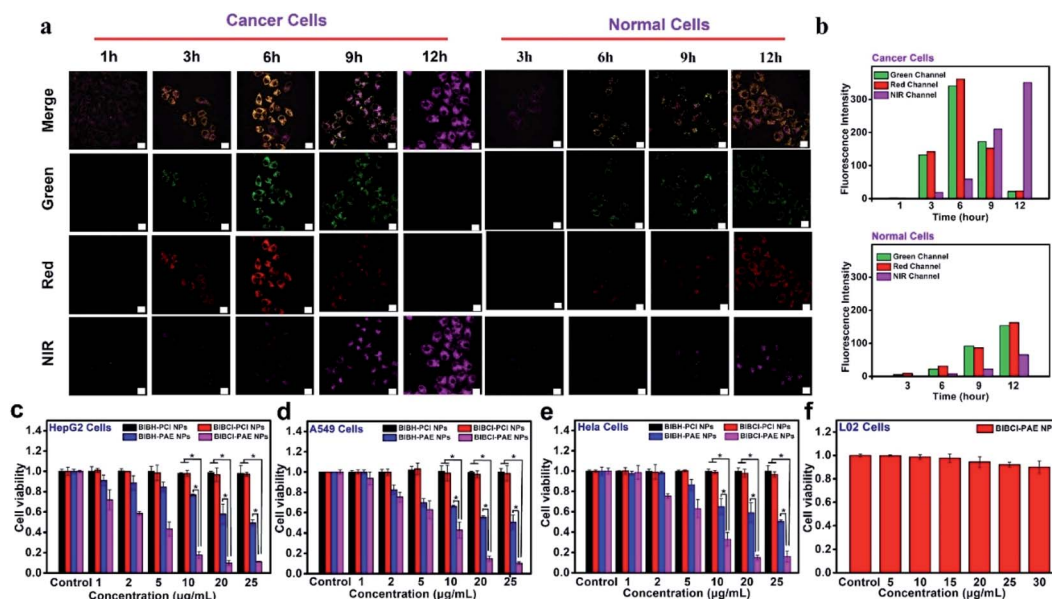 a
Cancer Cells
Normal Cells
1h 3h 6h 9h 12h 3h 6h 9h 12h
Merge
Green
Red
NIR
b
Cancer Cells
Green Channel
Red Channel
NIR Channel
Fluorescence Intensity
300
200
100
0
1 3 6 9 12
Time (hour)
Normal Cells
Green Channel
Red Channel
NIR Channel
Fluorescence Intensity
300
200
100
0
3 6 9 12
Time (hour)
c
HepG2 Cells
BIBH-PCl NPs BIBCl-PCl NPs
BIBH-PAE NPs BIBCl-PAE NPs
* * *
* * *
Cell viability
1.4
1.2
1.0
0.8
0.6
0.4
0.2
0.0
Control 1 2 5 10 20 25
Concentration (μg/mL)
d
A549 Cells
BIBH-PCl NPs BIBCl-PCl NPs
BIBH-PAE NPs BIBCl-PAE NPs
* * *
* * *
Cell viability
1.4
1.2
1.0
0.8
0.6
0.4
0.2
0.0
Control 1 2 5 10 20 25
Concentration (μg/mL)
e
Hela Cells
BIBH-PCl NPs BIBCl-PCl NPs
BIBH-PAE NPs BIBCl-PAE NPs
* * *
* * *
Cell viability
1.4
1.2
1.0
0.8
0.6
0.4
0.2
0.0
Control 1 2 5 10 20 25
Concentration (μg/mL)
f
L02 Cells
BIBCl-PAE NPs
Cell viability
1.2
1.0
0.8
0.6
0.4
0.2
0.0
Control 5 10 15 20 25 30
Concentration (μg/mL)